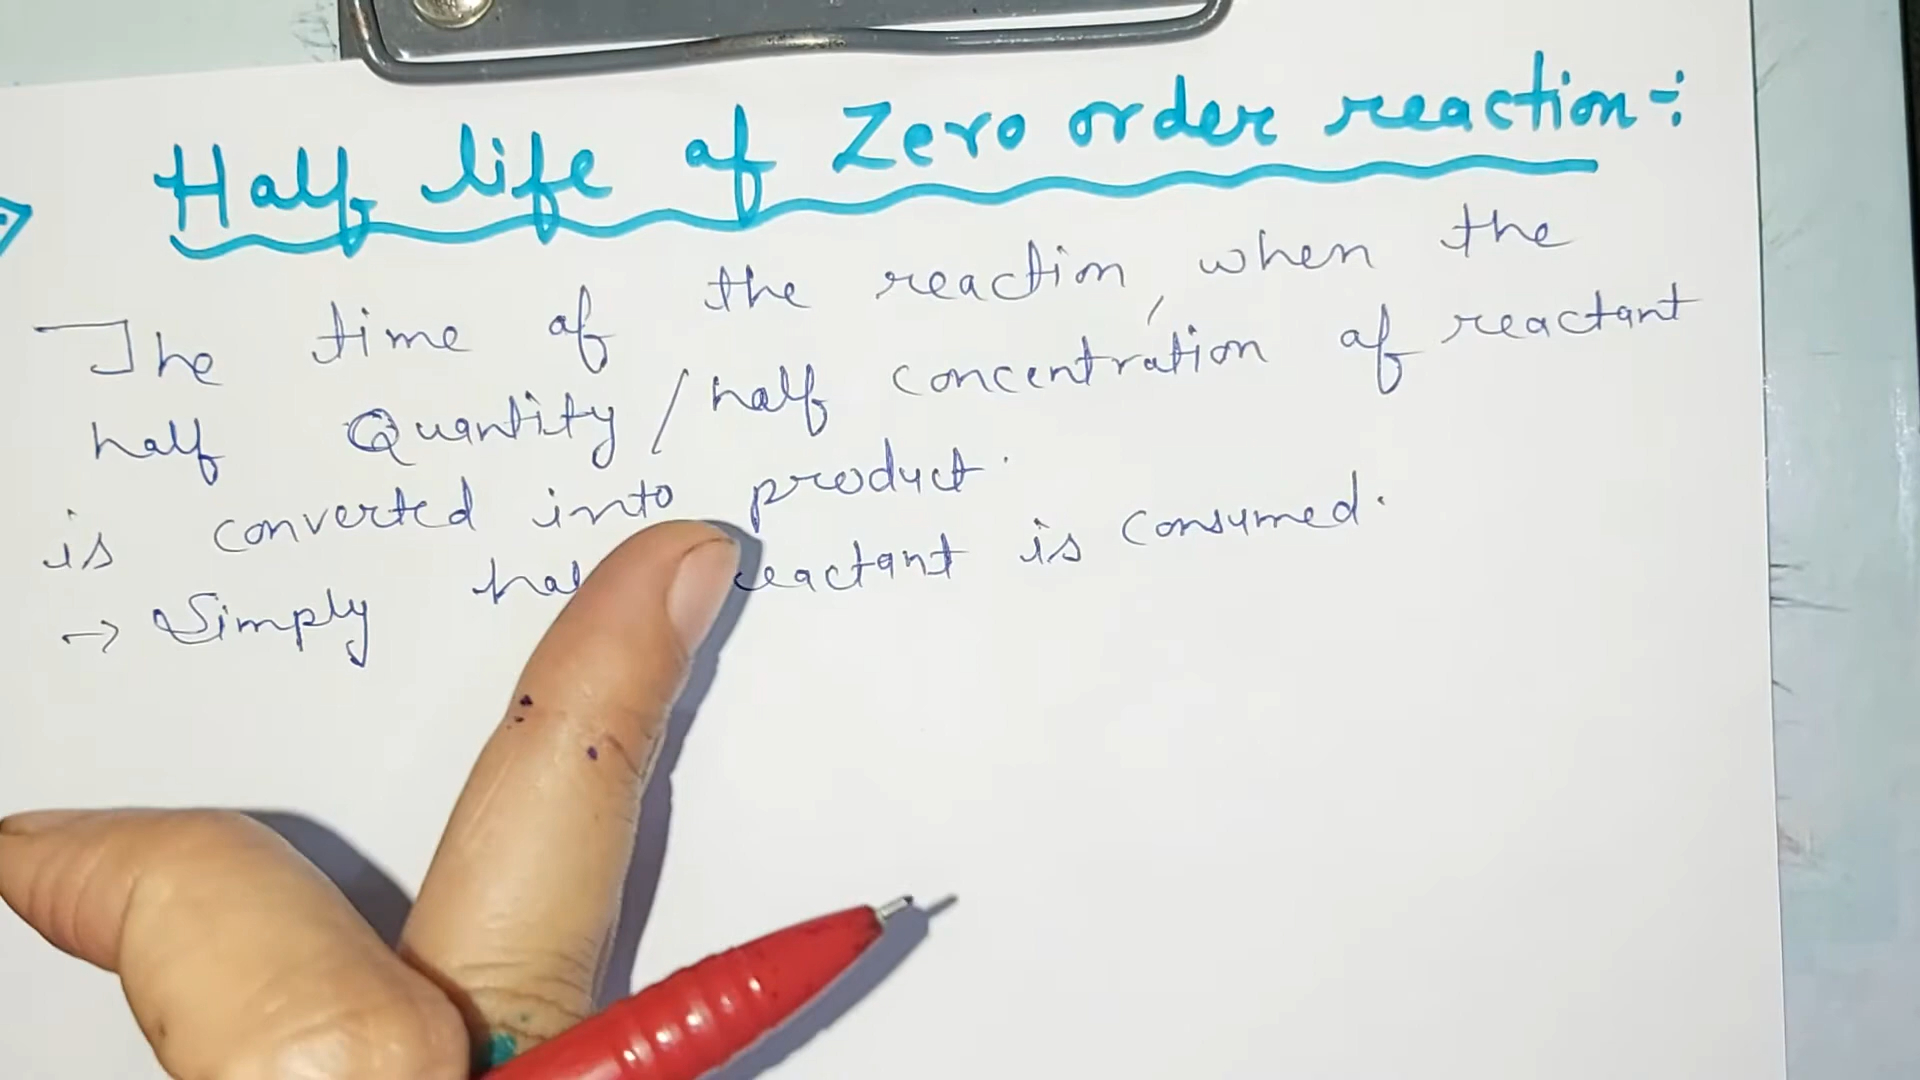 Half life of Zero order reaction:-
The time of the reaction, when the
half Quantity/half concentration of reactant
is converted into product.
→ Simply is consumed.